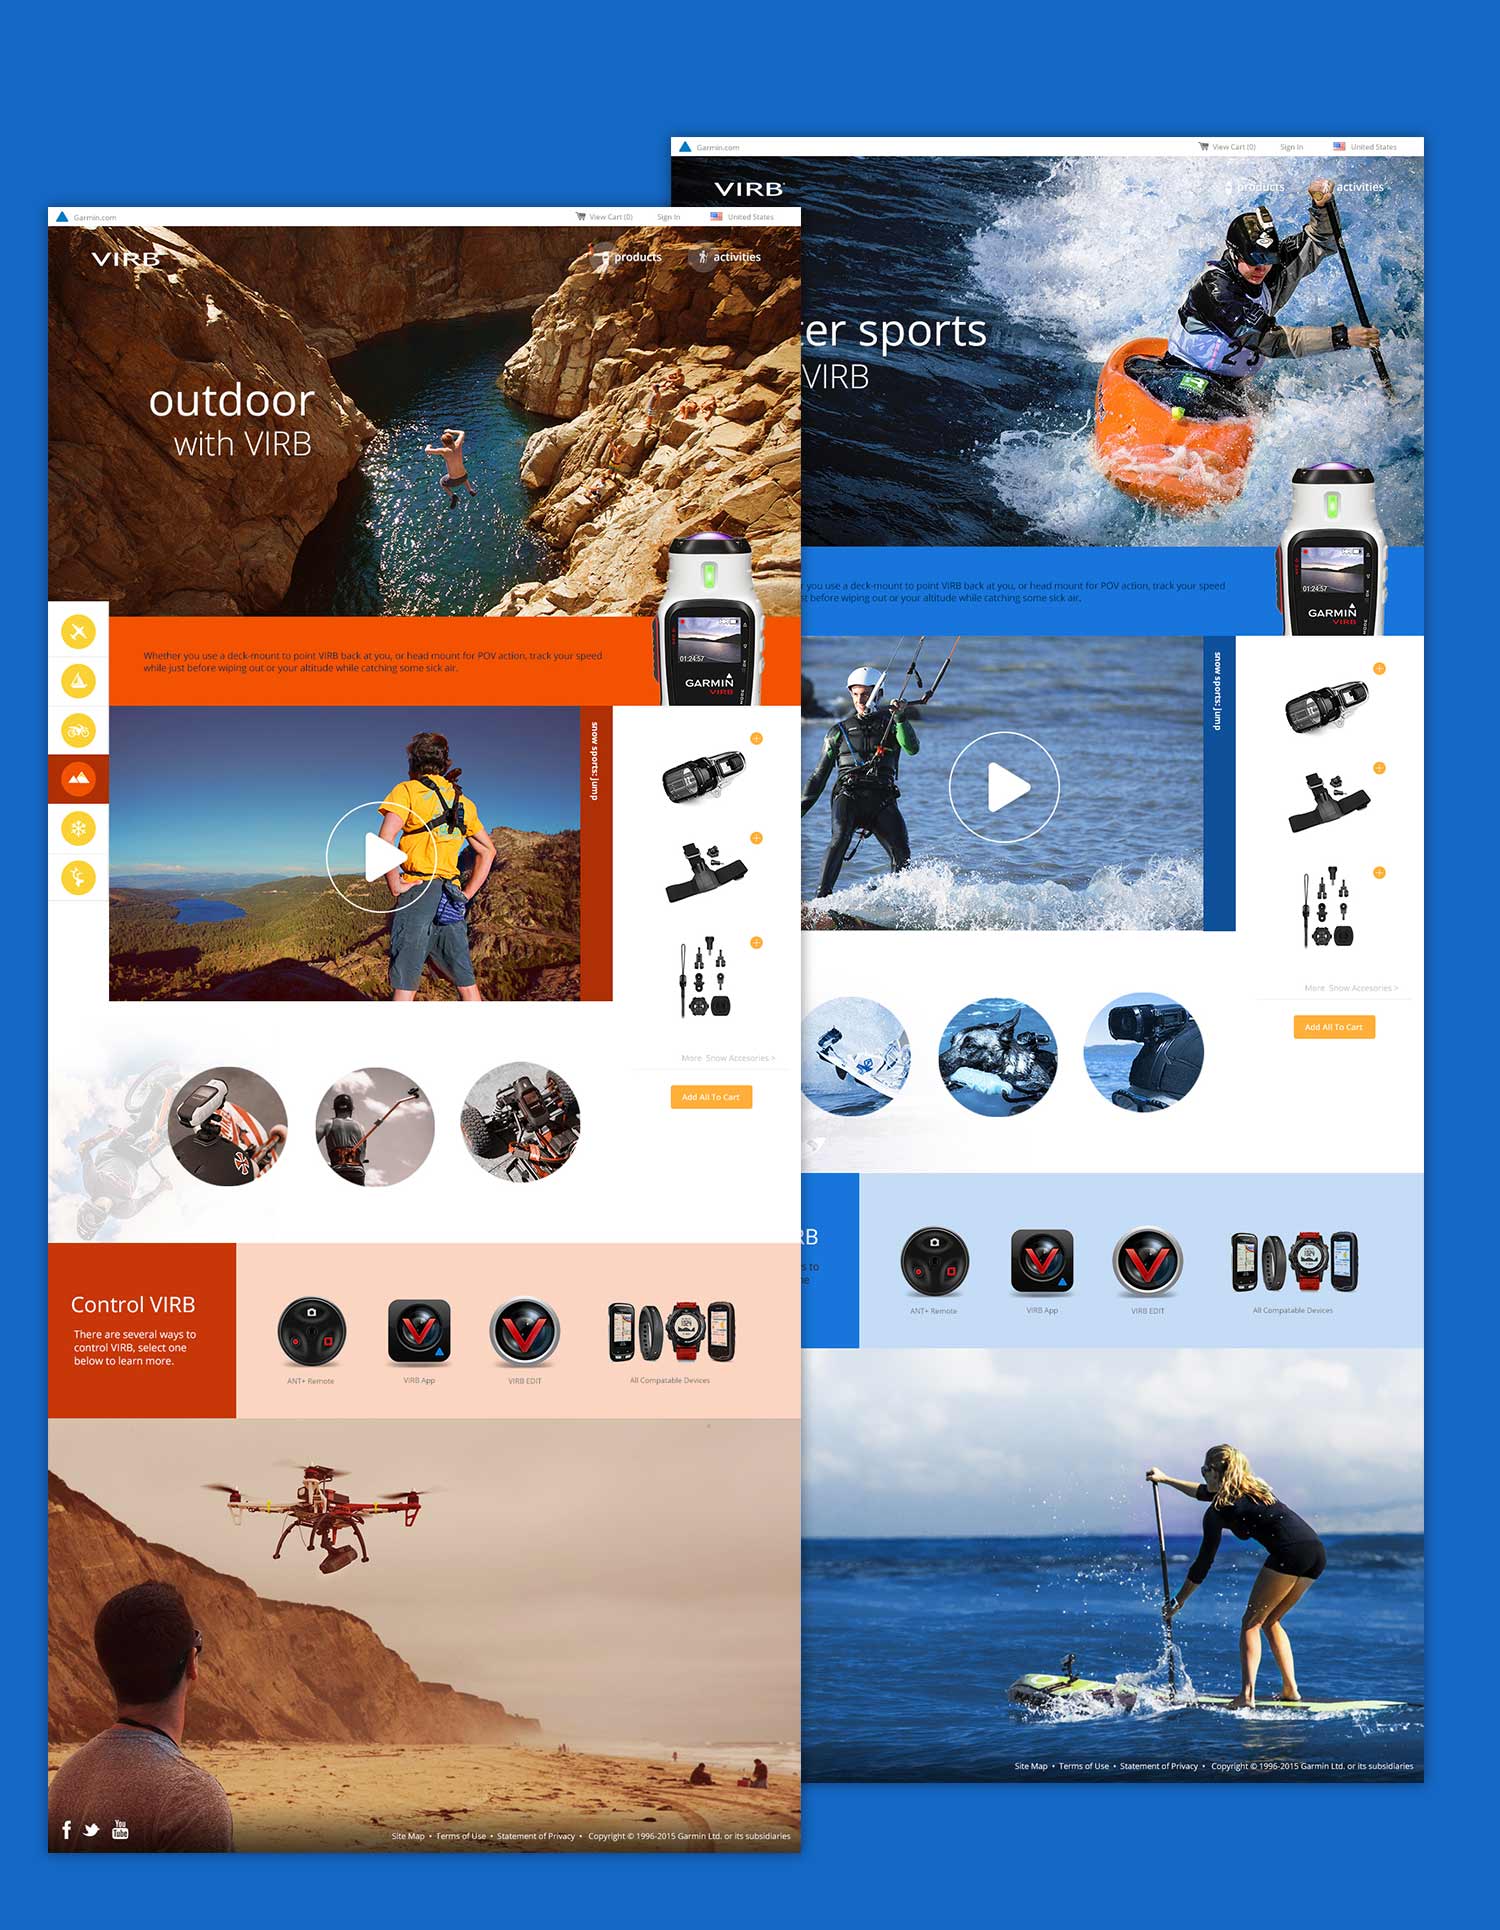 Garmin.com
View Cart (0)
Sign In
United States
VIRB
products
activities
outdoor
with VIRB
01:24:57
GARMIN
VIRB
Whether you use a deck-mount to point VIRB back at you, or head mount for POV action, track your speed
while just before wiping out or your altitude while catching some sick air.
snow sports: jump
More Snow Accesories >
Add All To Cart
Control VIRB
There are several ways to
control VIRB, select one
below to learn more.
ANT+ Remote
VIRB App
VIRB EDIT
All Compatable Devices
You
Tube
Site Map • Terms of Use • Statement of Privacy • Copyright © 1996-2015 Garmin Ltd. or its subsidiaries
Garmin.com
View Cart (0)
Sign In
United States
VIRB
products
activities
er sports
VIRB
23
01:24:57
GARMIN
VIRB
you use a deck-mount to point VIRB back at you, or head mount for POV action, track your speed
before wiping out or your altitude while catching some sick air.
snow sports: jump
More Snow Accesories >
Add All To Cart
RB
to
ANT+ Remote
VIRB App
VIRB EDIT
All Compatable Devices
Site Map • Terms of Use • Statement of Privacy • Copyright © 1996-2015 Garmin Ltd. or its subsidiaries